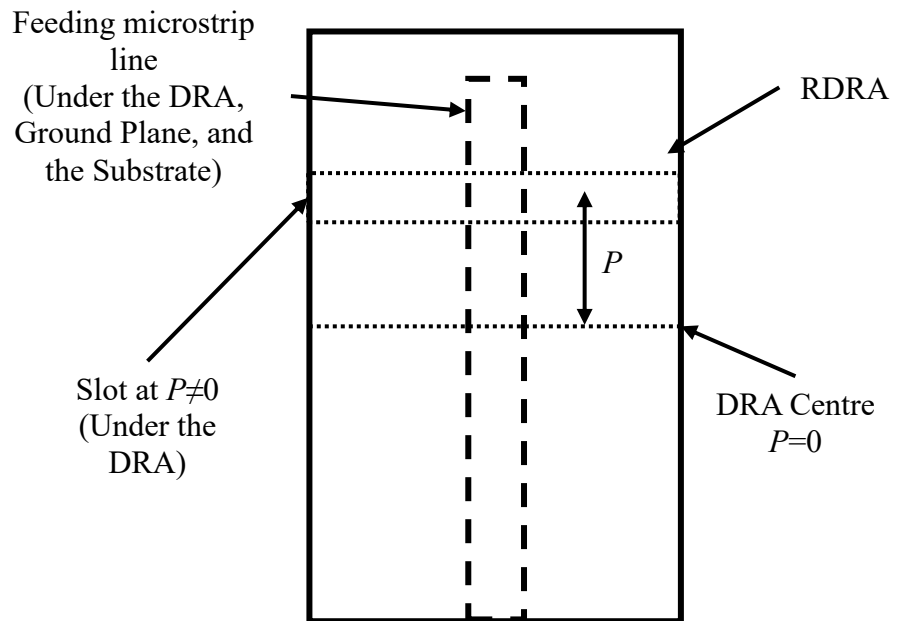 Feeding microstrip
line
(Under the DRA,
Ground Plane, and
the Substrate)
RDRA
P
Slot at P≠0
(Under the
DRA)
DRA Centre
P=0